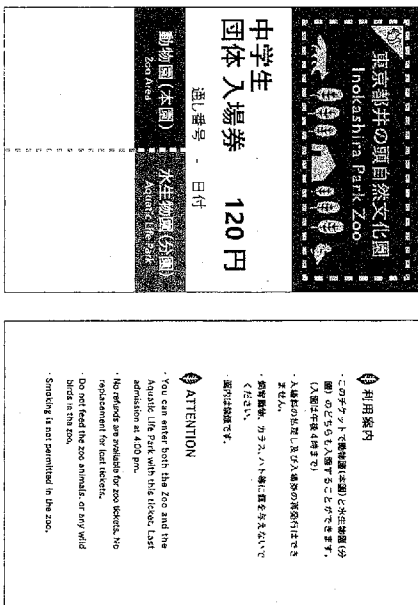 東京都井の頭自然文化園
Inokashira Park Zoo
中学生
団体入場券 120円
通し番号 - 日付
動物園(本園)
Zoo Area
水生物園(分園)
Aquatic Life Park
利用案内
・このチケットで動物園(本園)と水生物園(分
園)のどちらも入園することができます。
(入園は午後4時まで)
・入場料の払戻し及び入場券の再発行はでき
ません。
・飼育動物、カラス、ハト等に餌を与えないで
ください。
・園内は禁煙です。
ATTENTION
・You can enter both the Zoo and the
Aquatic Life Park with this ticket. Last
admission at 4:00 pm.
・No refunds are available for zoo tickets. No
replacement for lost tickets.
・Do not feed the zoo animals, or any wild
birds in the zoo.
・Smoking is not permitted in the zoo.